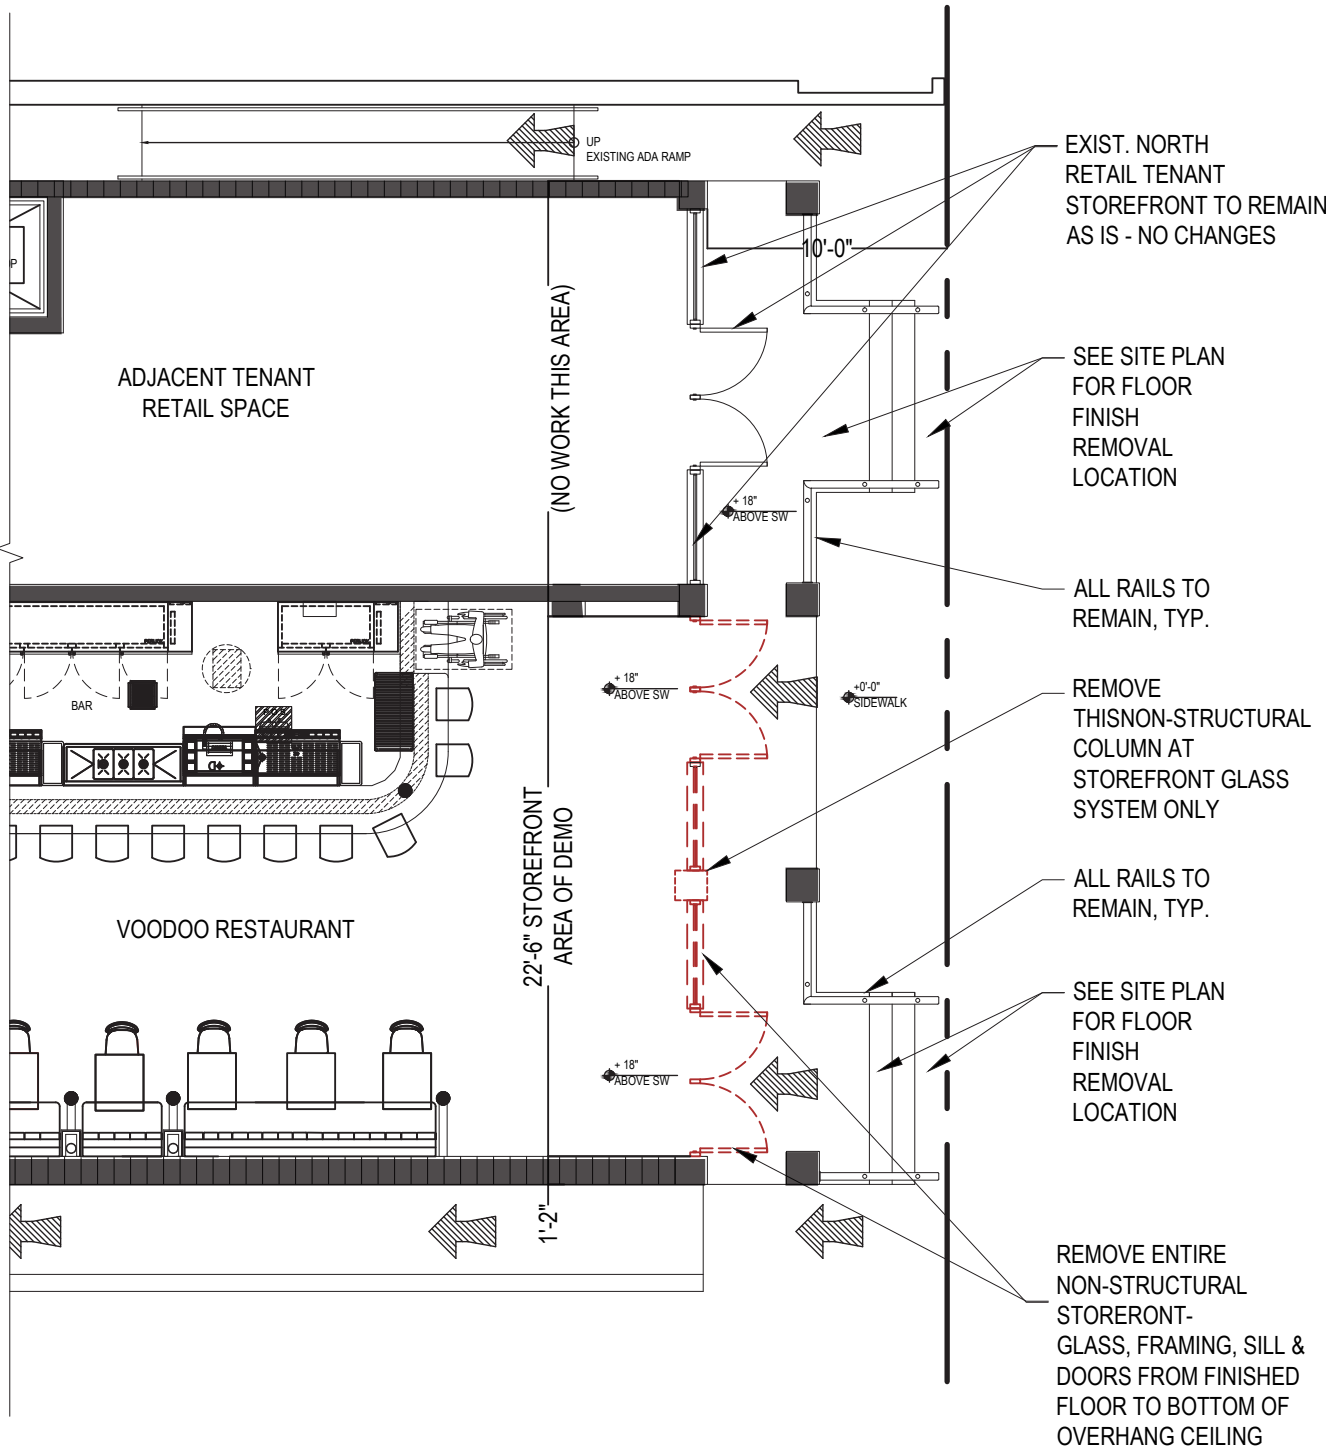 UP
EXISTING ADA RAMP
EXIST. NORTH
RETAIL TENANT
STOREFRONT TO REMAIN
AS IS - NO CHANGES
10'-0"
P
ADJACENT TENANT
RETAIL SPACE
(NO WORK THIS AREA)
SEE SITE PLAN
FOR FLOOR
FINISH
REMOVAL
LOCATION
+ 18"
ABOVE SW
ALL RAILS TO
REMAIN, TYP.
+ 18"
ABOVE SW
+0'-0"
SIDEWALK
BAR
REMOVE
THISNON-STRUCTURAL
COLUMN AT
STOREFRONT GLASS
SYSTEM ONLY
22'-6" STOREFRONT
AREA OF DEMO
VOODOO RESTAURANT
ALL RAILS TO
REMAIN, TYP.
SEE SITE PLAN
FOR FLOOR
FINISH
REMOVAL
LOCATION
+ 18"
ABOVE SW
1'-2"
REMOVE ENTIRE
NON-STRUCTURAL
STORERONT-
GLASS, FRAMING, SILL &
DOORS FROM FINISHED
FLOOR TO BOTTOM OF
OVERHANG CEILING